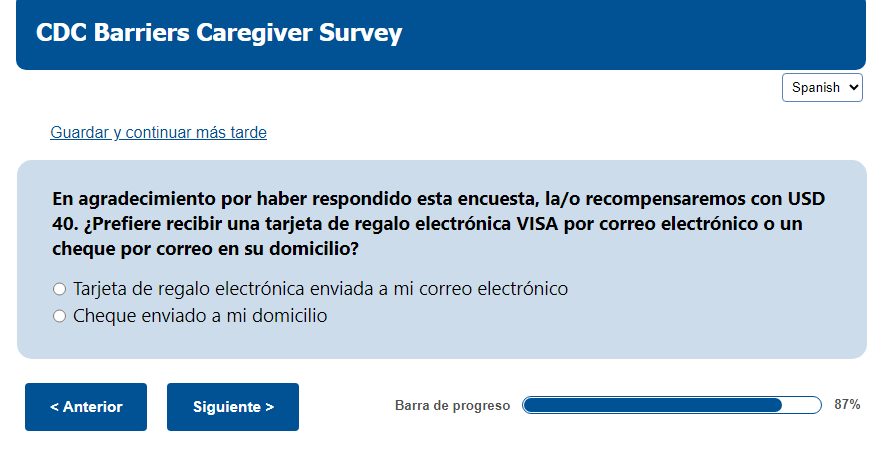 CDC Barriers Caregiver Survey
Spanish
Guardar y continuar más tarde
En agradecimiento por haber respondido esta encuesta, la/o recompensaremos con USD
40. ¿Prefiere recibir una tarjeta de regalo electrónica VISA por correo electrónico o un
cheque por correo en su domicilio?
Tarjeta de regalo electrónica enviada a mi correo electrónico
Cheque enviado a mi domicilio
< Anterior
Siguiente >
Barra de progreso
87%